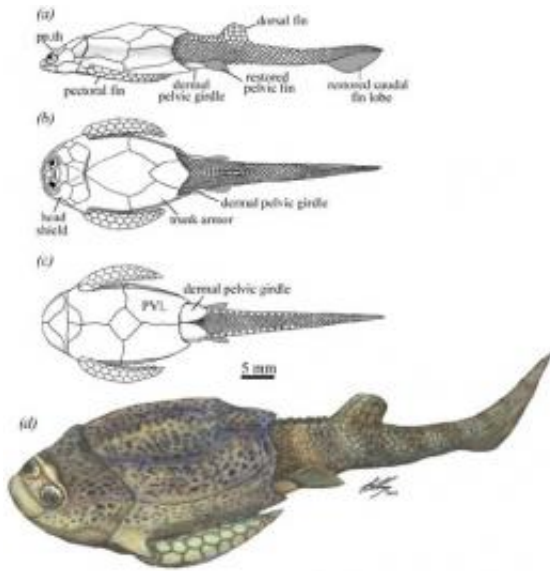 (a)
dorsal fin
pp.th
pectoral fin
dermal
pelvic girdle
restored
pelvic fin
restored caudal
fin lobe
(b)
head
shield
trunk armor
dermal pelvic girdle
(c)
dermal pelvic girdle
PVL
5 mm
(d)